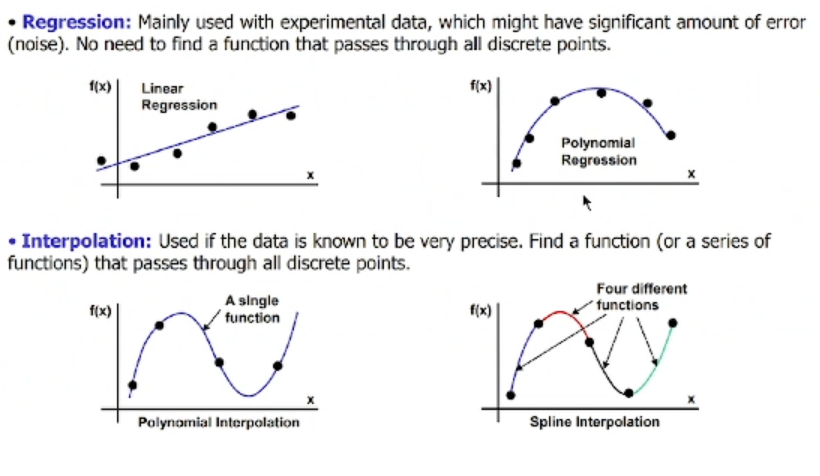 • Regression: Mainly used with experimental data, which might have significant amount of error
(noise). No need to find a function that passes through all discrete points.
f(x)
Linear
Regression
x
f(x)
Polynomial
Regression
x
• Interpolation: Used if the data is known to be very precise. Find a function (or a series of
functions) that passes through all discrete points.
f(x)
A single
function
x
Polynomial Interpolation
f(x)
Four different
functions
x
Spline Interpolation